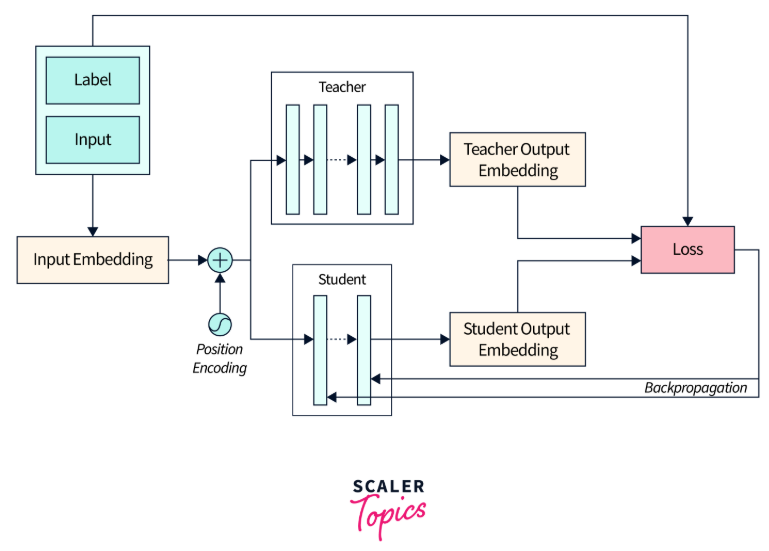 Label
Input
Input Embedding
Position
Encoding
Teacher
Student
Teacher Output
Embedding
Student Output
Embedding
Loss
Backpropagation
SCALER
Topics